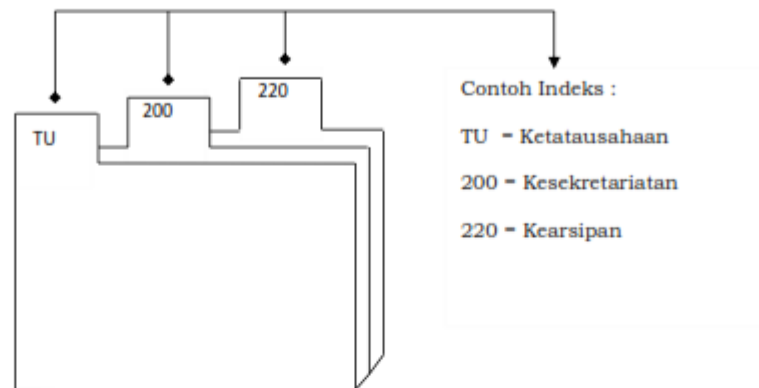 220
200
TU
Contoh Indeks :
TU = Ketatausahaan
200 = Kesekretariatan
220 = Kearsipan